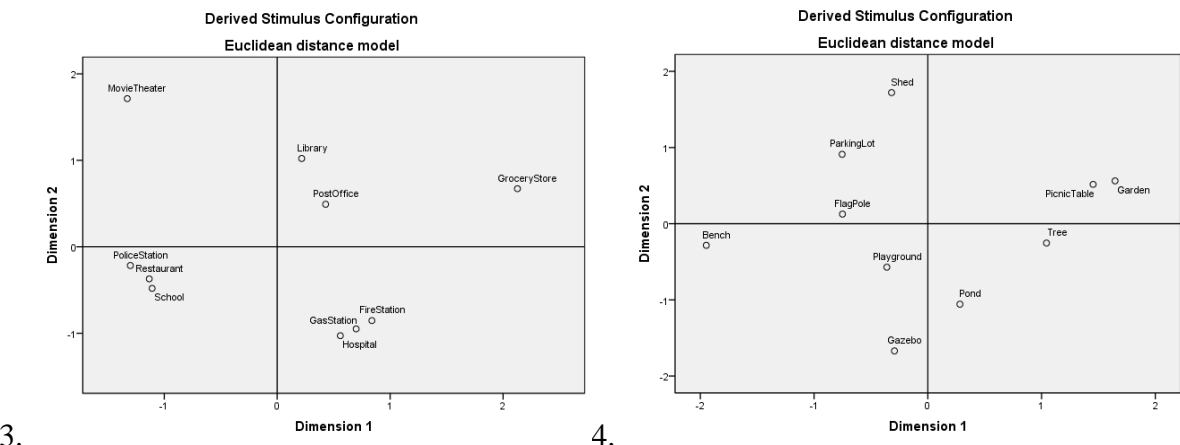 Derived Stimulus Configuration
Euclidean distance model
Dimension 2
2
1
0
-1
MovieTheater
Library
GroceryStore
PostOffice
PoliceStation
Restaurant
School
FireStation
GasStation
Hospital
-1
0
1
2
Dimension 1
3.
Derived Stimulus Configuration
Euclidean distance model
Dimension 2
2
1
0
-1
-2
Shed
ParkingLot
PicnicTable
Garden
FlagPole
Bench
Tree
Playground
Pond
Gazebo
-2
-1
0
1
2
Dimension 1
4.